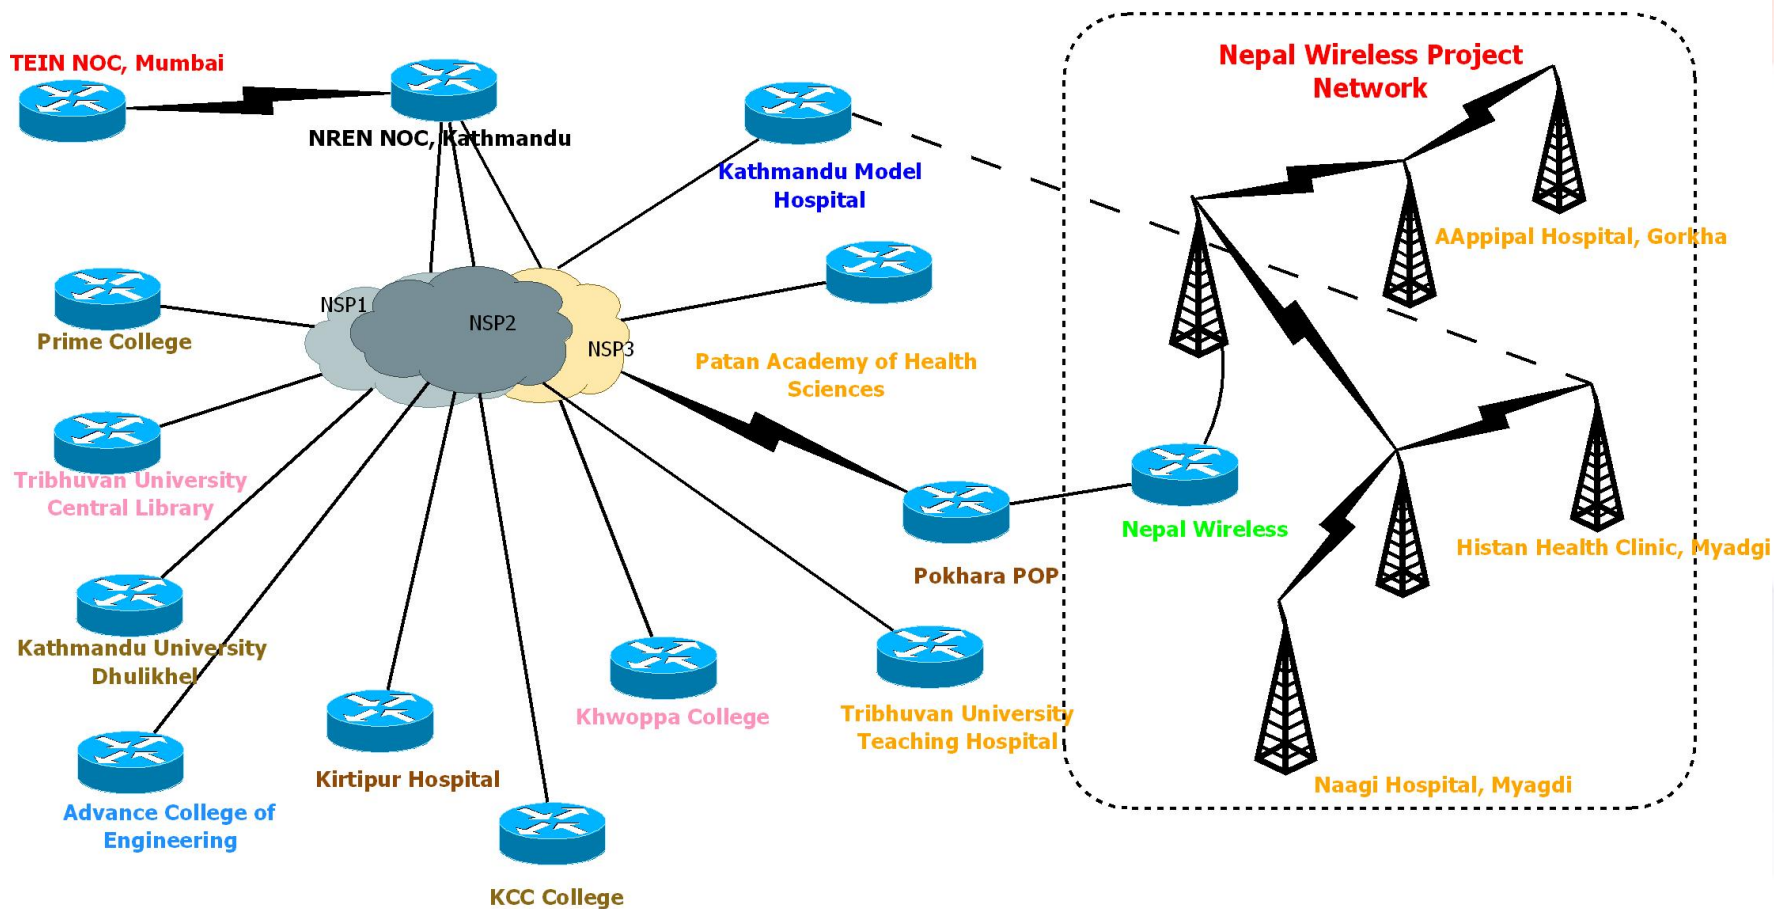 TEIN NOC, Mumbai
NREN NOC, Kathmandu
Nepal Wireless Project
Network
Kathmandu Model
Hospital
AAppipal Hospital, Gorkha
NSP1
NSP2
NSP3
Prime College
Patan Academy of Health
Sciences
Tribhuvan University
Central Library
Nepal Wireless
Histan Health Clinic, Myadgi
Pokhara POP
Kathmandu University
Dhulikhel
Khwoppa College
Tribhuvan University
Teaching Hospital
Kirtipur Hospital
Naagi Hospital, Myagdi
Advance College of
Engineering
KCC College